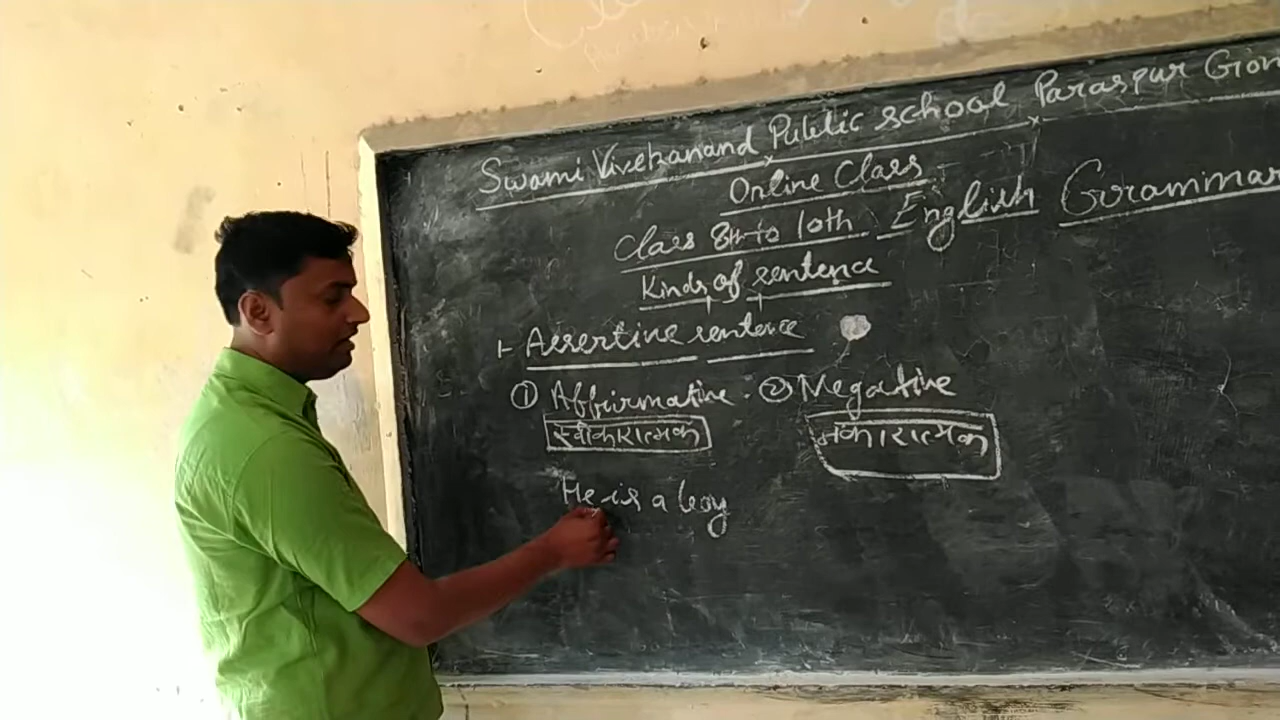 Swami Vivekanand Public school Paraspur Gon
Online Class
Class 8th to 10th English Grammar
Kinds of sentence
1- Assertive sentence
① Affirmative . ② Negative
स्वीकारात्मक नकारात्मक
He is a boy